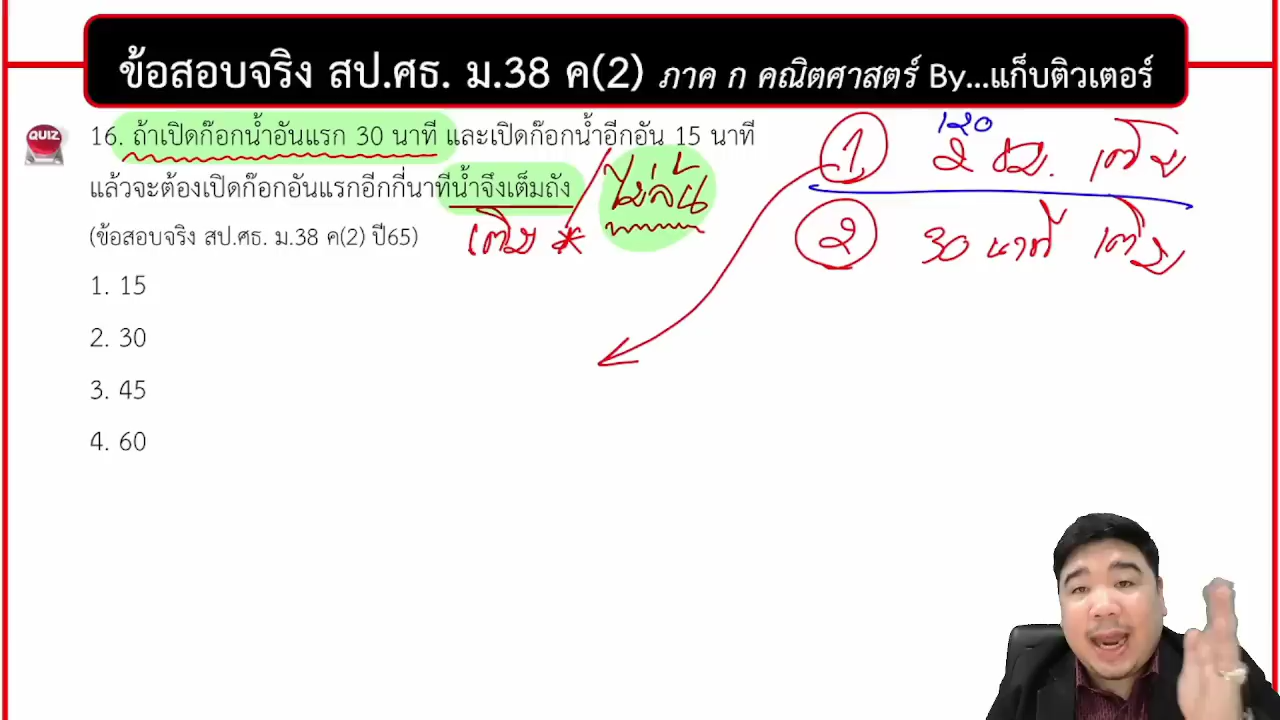 ข้อสอบจริง สป.ศธ. ม.38 ค(2) ภาค ก คณิตศาสตร์ By...แก็บติวเตอร์
QUIZ
16. ถ้าเปิดก๊อกน้ำอันแรก 30 นาที และเปิดก๊อกน้ำอีกอัน 15 นาที
แล้วจะต้องเปิดก๊อกอันแรกอีกกี่นาทีน้ำจึงเต็มถัง
ไม่ล้น
(ข้อสอบจริง สป.ศธ. ม.38 ค(2) ปี65)
เต็ม *
1. 15
2. 30
3. 45
4. 60
120
1 2 ชม. เต็ม
2 30 นาที เต็ม